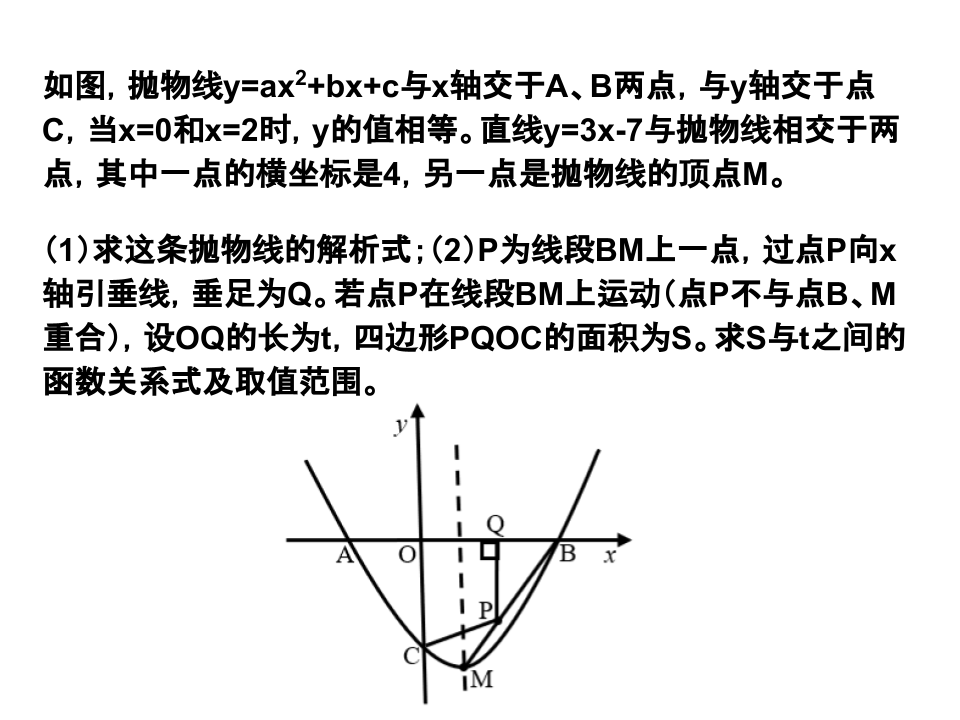 如图，抛物线y=ax²+bx+c与x轴交于A、B两点，与y轴交于点
C，当x=0和x=2时，y的值相等。直线y=3x-7与抛物线相交于两
点，其中一点的横坐标是4，另一点是抛物线的顶点M。
（1）求这条抛物线的解析式；（2）P为线段BM上一点，过点P向x
轴引垂线，垂足为Q。若点P在线段BM上运动（点P不与点B、M
重合），设OQ的长为t，四边形PQOC的面积为S。求S与t之间的
函数关系式及取值范围。
y
Q
A
O
B
x
P
C
M